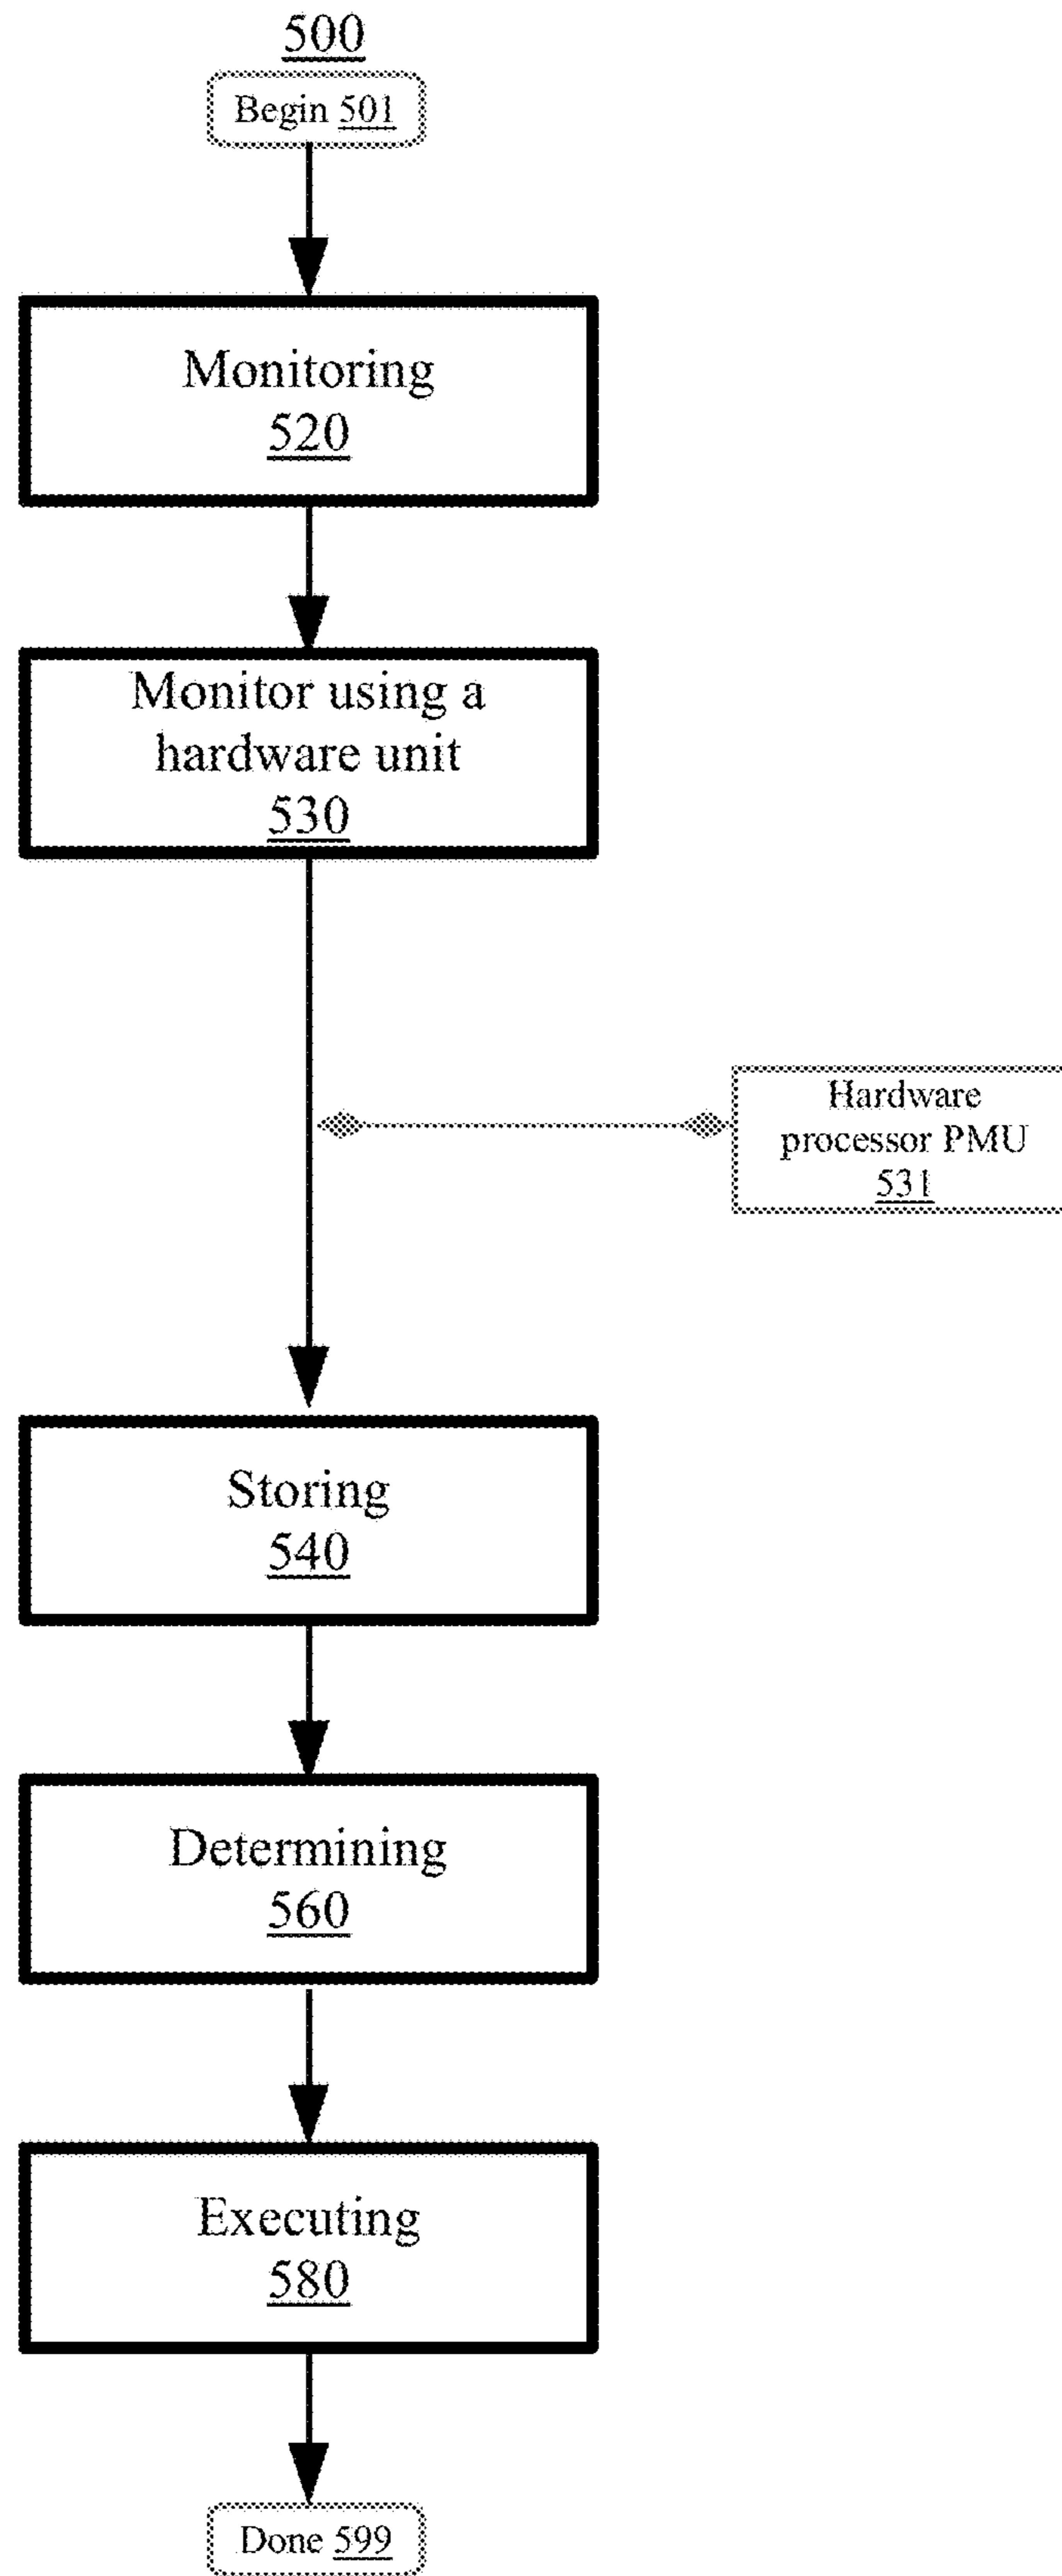 500
Begin 501
Monitoring
520
Monitor using a
hardware unit
530
Hardware
processor PMU
531
Storing
540
Determining
560
Executing
580
Done 599